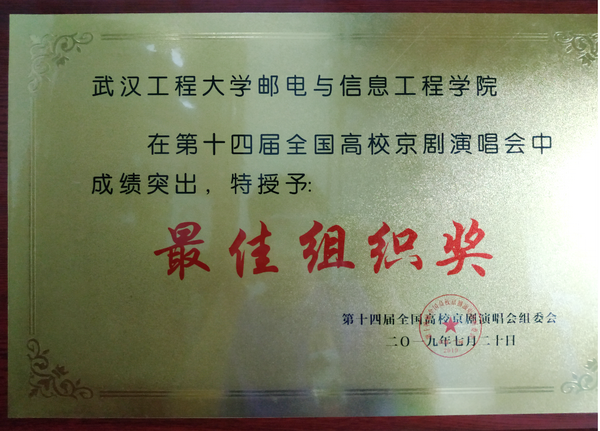 武汉工程大学邮电与信息工程学院
在第十四届全国高校京剧演唱会中
成绩突出，特授予：
最佳组织奖
第十四届全国高校京剧演唱会组委会
二〇一九年七月二十日